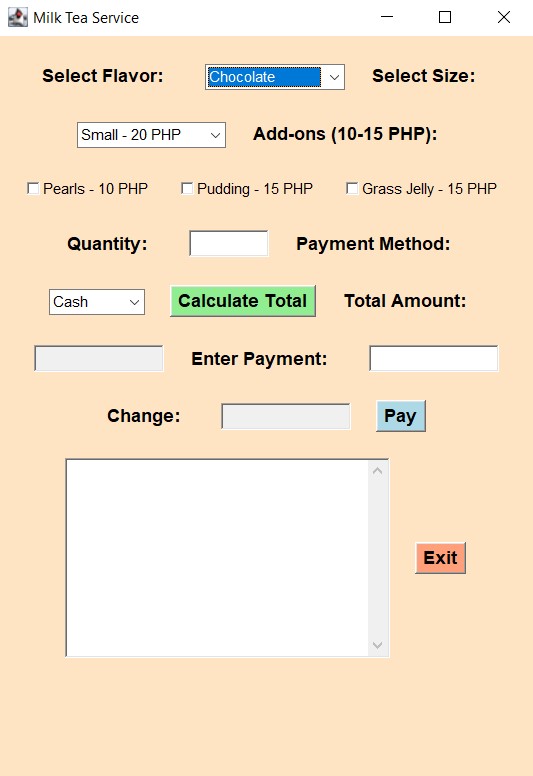 Milk Tea Service
Select Flavor: Chocolate Select Size:
Small - 20 PHP Add-ons (10-15 PHP):
Pearls - 10 PHP Pudding - 15 PHP Grass Jelly - 15 PHP
Quantity: Payment Method:
Cash Calculate Total Total Amount:
Enter Payment:
Change: Pay
Exit